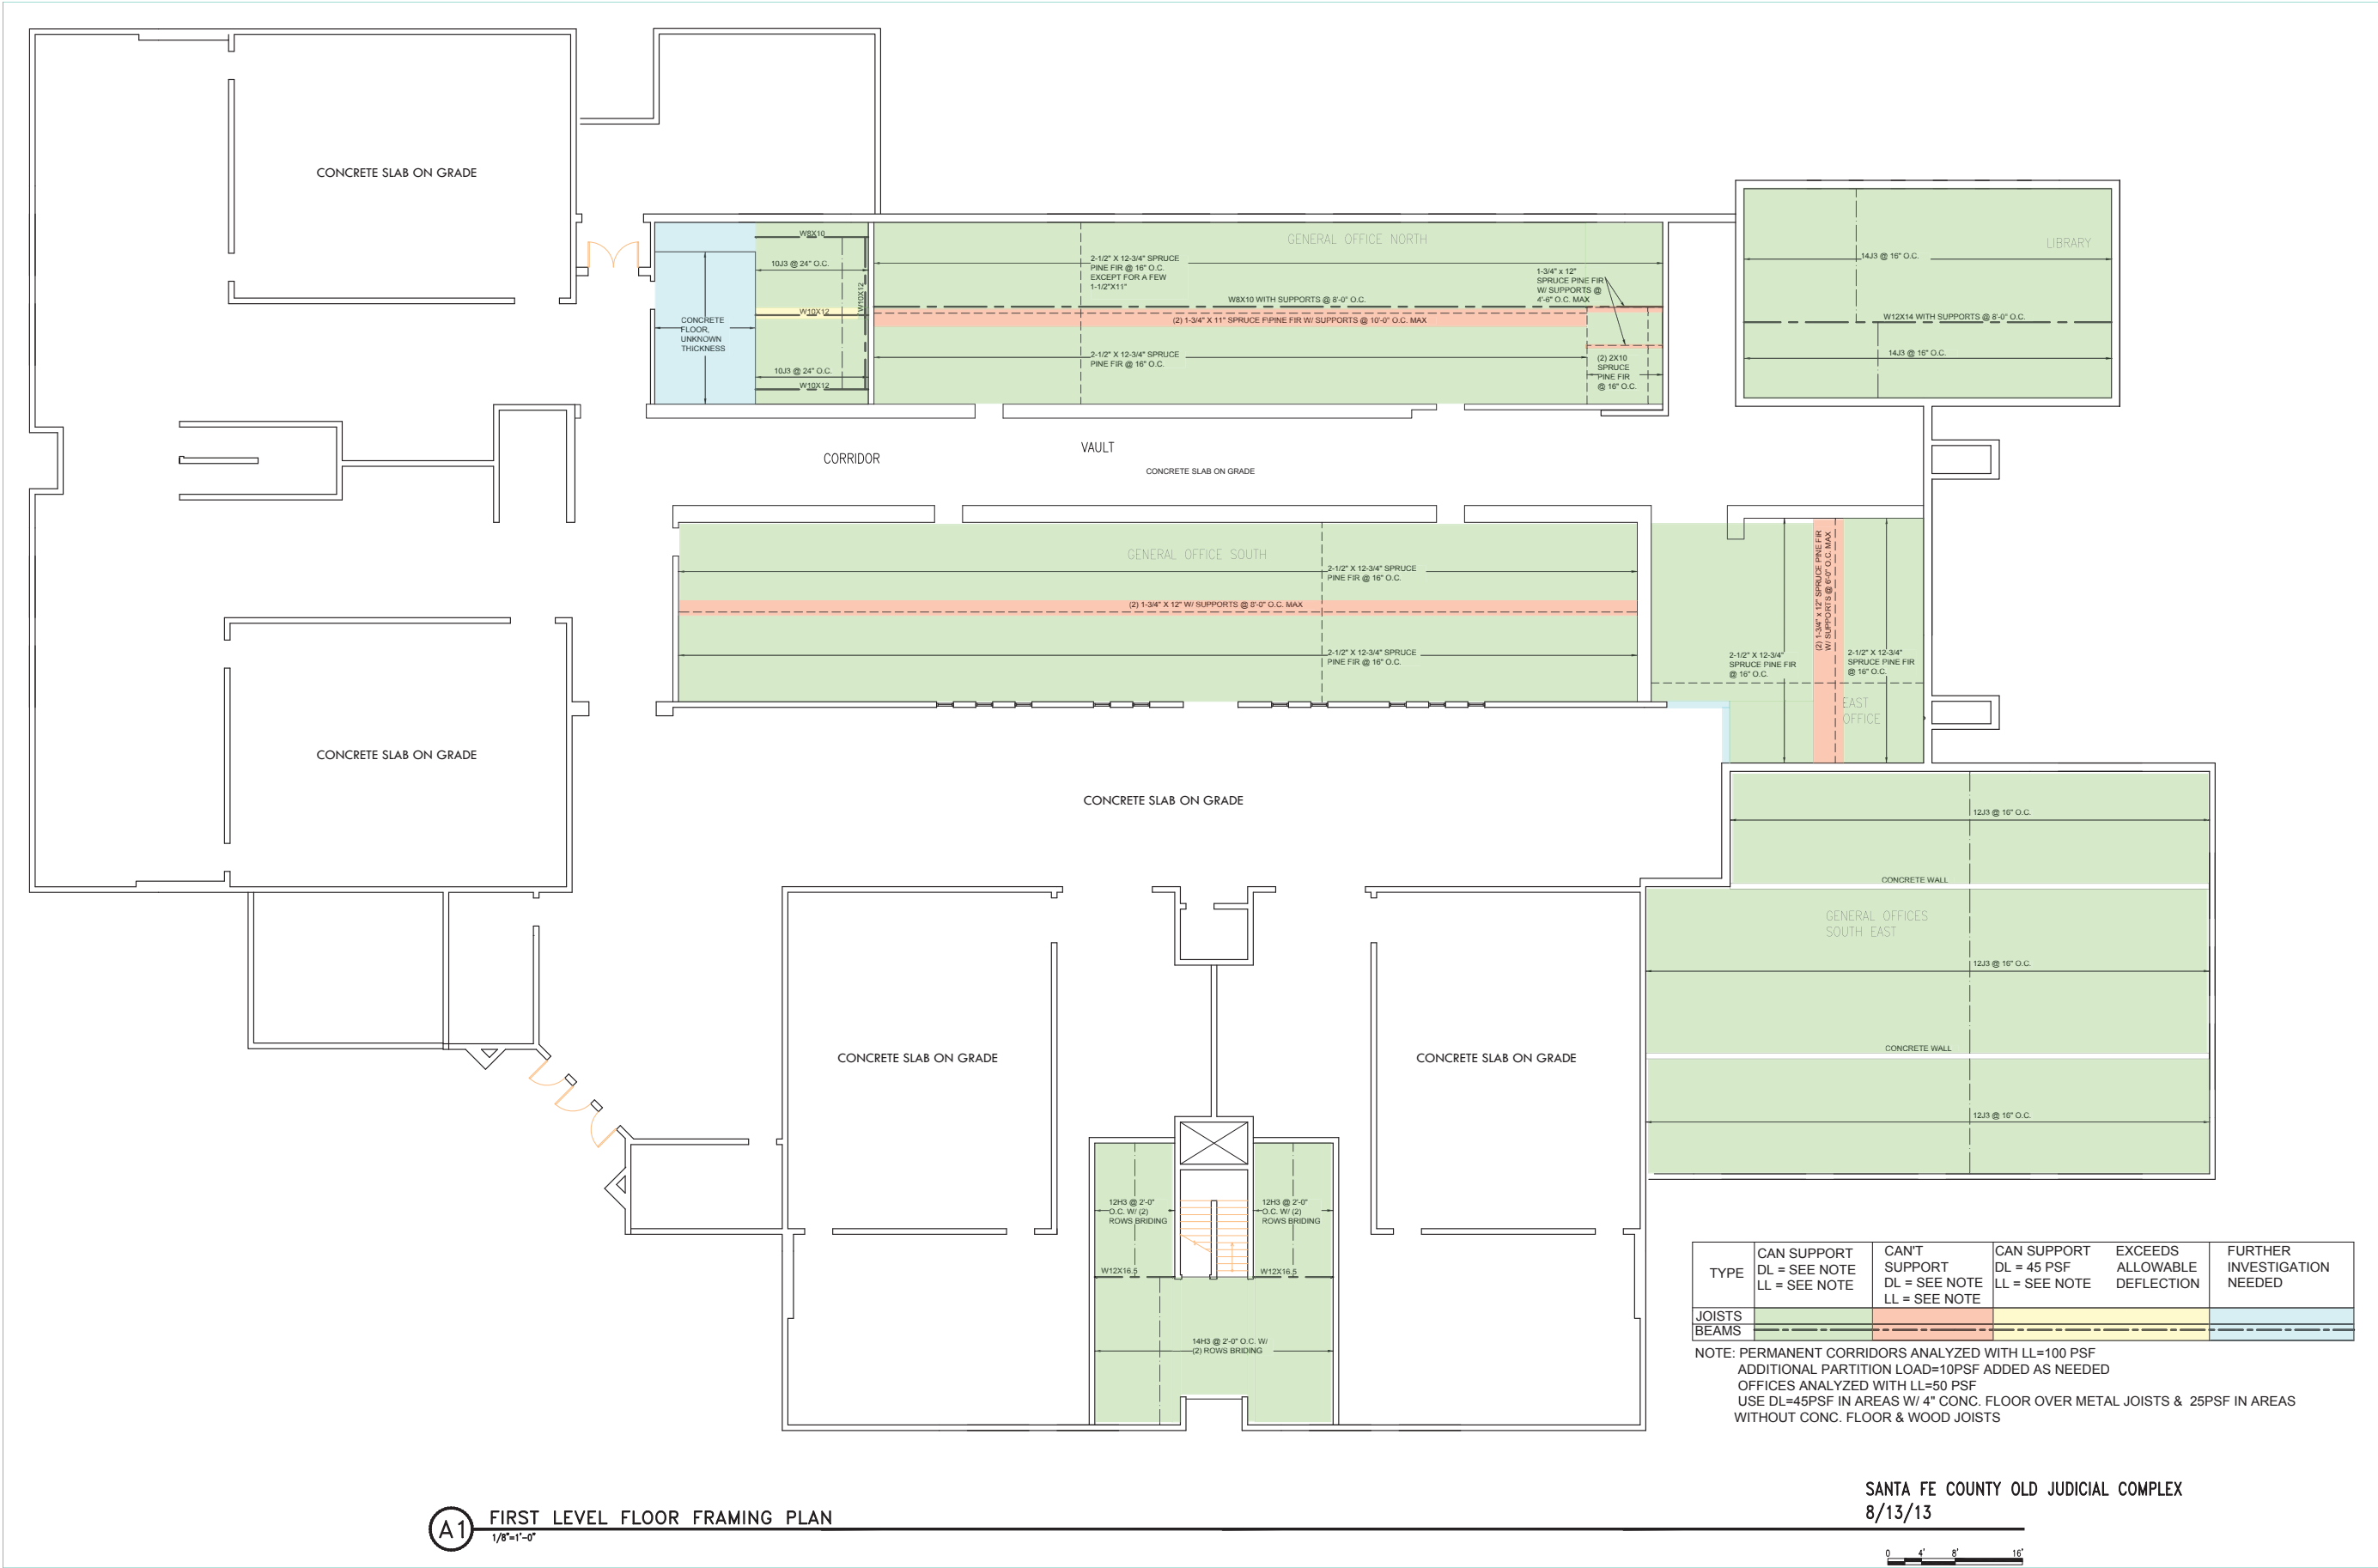 CONCRETE SLAB ON GRADE
W8X10
10J3 @ 24" O.C.
W10X12
W10X12
10J3 @ 24" O.C.
W10X12
CONCRETE
FLOOR,
UNKNOWN
THICKNESS
GENERAL OFFICE NORTH
2-1/2" X 12-3/4" SPRUCE
PINE FIR @ 16" O.C.
EXCEPT FOR A FEW
1-1/2"X11"
1-3/4" x 12"
SPRUCE PINE FIR
W/ SUPPORTS @
4'-6" O.C. MAX
W8X10 WITH SUPPORTS @ 8'-0" O.C.
(2) 1-3/4" X 11" SPRUCE F\PINE FIR W/ SUPPORTS @ 10'-0" O.C. MAX
2-1/2" X 12-3/4" SPRUCE
PINE FIR @ 16" O.C.
(2) 2X10
SPRUCE
PINE FIR
@ 16" O.C.
LIBRARY
14J3 @ 16" O.C.
W12X14 WITH SUPPORTS @ 8'-0" O.C.
14J3 @ 16" O.C.
CORRIDOR
VAULT
CONCRETE SLAB ON GRADE
GENERAL OFFICE SOUTH
2-1/2" X 12-3/4" SPRUCE
PINE FIR @ 16" O.C.
(2) 1-3/4" X 12" W/ SUPPORTS @ 8'-0" O.C. MAX
2-1/2" X 12-3/4" SPRUCE
PINE FIR @ 16" O.C.
(2) 1-3/4" x 12" SPRUCE PINE FIR
W/ SUPPORTS @ 6'-0" O.C. MAX
2-1/2" X 12-3/4"
SPRUCE PINE FIR
@ 16" O.C.
2-1/2" X 12-3/4"
SPRUCE PINE FIR
@ 16" O.C.
EAST
OFFICE
CONCRETE SLAB ON GRADE
CONCRETE SLAB ON GRADE
12J3 @ 16" O.C.
CONCRETE WALL
GENERAL OFFICES
SOUTH EAST
12J3 @ 16" O.C.
CONCRETE WALL
12J3 @ 16" O.C.
CONCRETE SLAB ON GRADE
CONCRETE SLAB ON GRADE
12H3 @ 2'-0"
O.C. W/ (2)
ROWS BRIDING
12H3 @ 2'-0"
O.C. W/ (2)
ROWS BRIDING
W12X16.5
W12X16.5
14H3 @ 2'-0" O.C. W/
(2) ROWS BRIDING
TYPE
CAN SUPPORT
DL = SEE NOTE
LL = SEE NOTE
CAN'T
SUPPORT
DL = SEE NOTE
LL = SEE NOTE
CAN SUPPORT EXCEEDS
DL = 45 PSF ALLOWABLE
LL = SEE NOTE DEFLECTION
FURTHER
INVESTIGATION
NEEDED
JOISTS
BEAMS
NOTE: PERMANENT CORRIDORS ANALYZED WITH LL=100 PSF
ADDITIONAL PARTITION LOAD=10PSF ADDED AS NEEDED
OFFICES ANALYZED WITH LL=50 PSF
USE DL=45PSF IN AREAS W/ 4" CONC. FLOOR OVER METAL JOISTS & 25PSF IN AREAS
WITHOUT CONC. FLOOR & WOOD JOISTS
SANTA FE COUNTY OLD JUDICIAL COMPLEX
8/13/13
A1 FIRST LEVEL FLOOR FRAMING PLAN
1/8"=1'-0"
0 4' 8' 16'